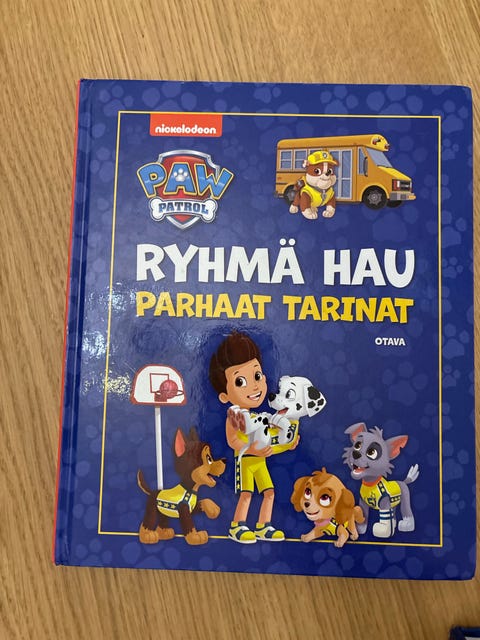 nickelodeon
PAW
PATROL
RYHMÄ HAU
PARHAAT TARINAT
OTAVA